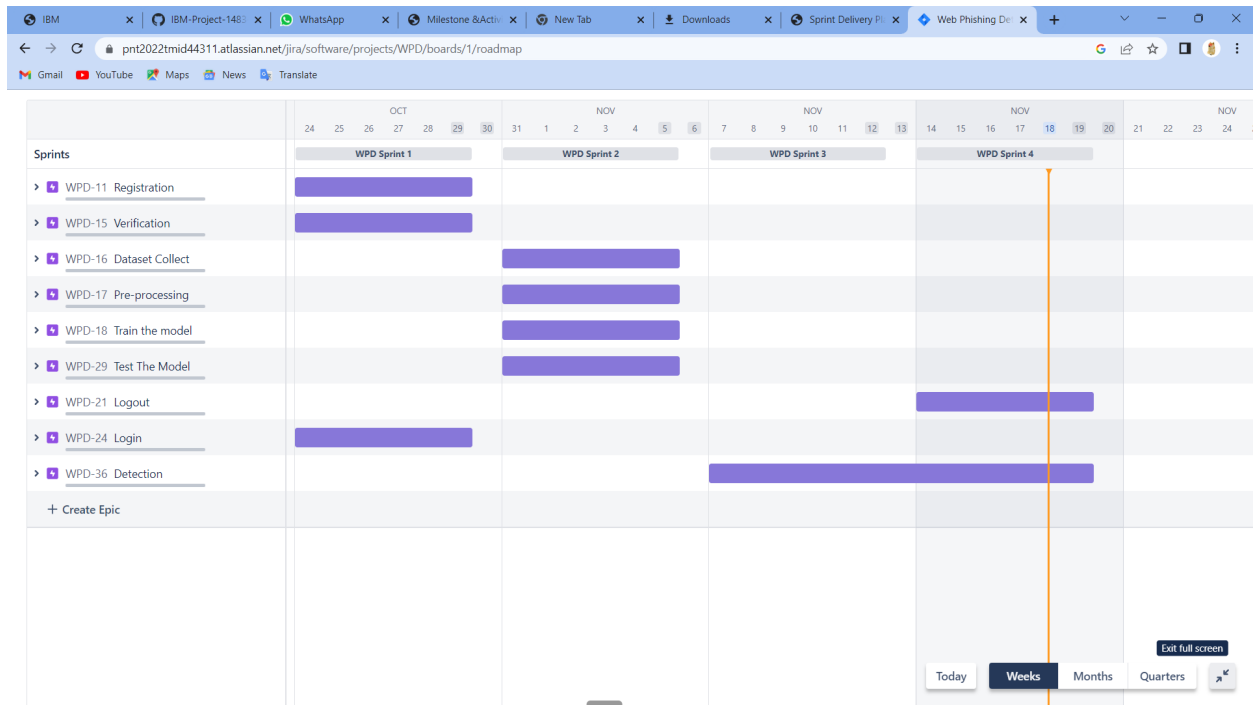 IBM
IBM-Project-1483
WhatsApp
Milestone &Activ
New Tab
Downloads
Sprint Delivery Pl
Web Phishing De
pnt2022tmid44311.atlassian.net/jira/software/projects/WPD/boards/1/roadmap
Gmail YouTube Maps News Translate
OCT NOV NOV NOV NOV
24 25 26 27 28 29 30 31 1 2 3 4 5 6 7 8 9 10 11 12 13 14 15 16 17 18 19 20 21 22 23 24
Sprints WPD Sprint 1 WPD Sprint 2 WPD Sprint 3 WPD Sprint 4
WPD-11 Registration
WPD-15 Verification
WPD-16 Dataset Collect
WPD-17 Pre-processing
WPD-18 Train the model
WPD-29 Test The Model
WPD-21 Logout
WPD-24 Login
WPD-36 Detection
+ Create Epic
Exit full screen
Today Weeks Months Quarters